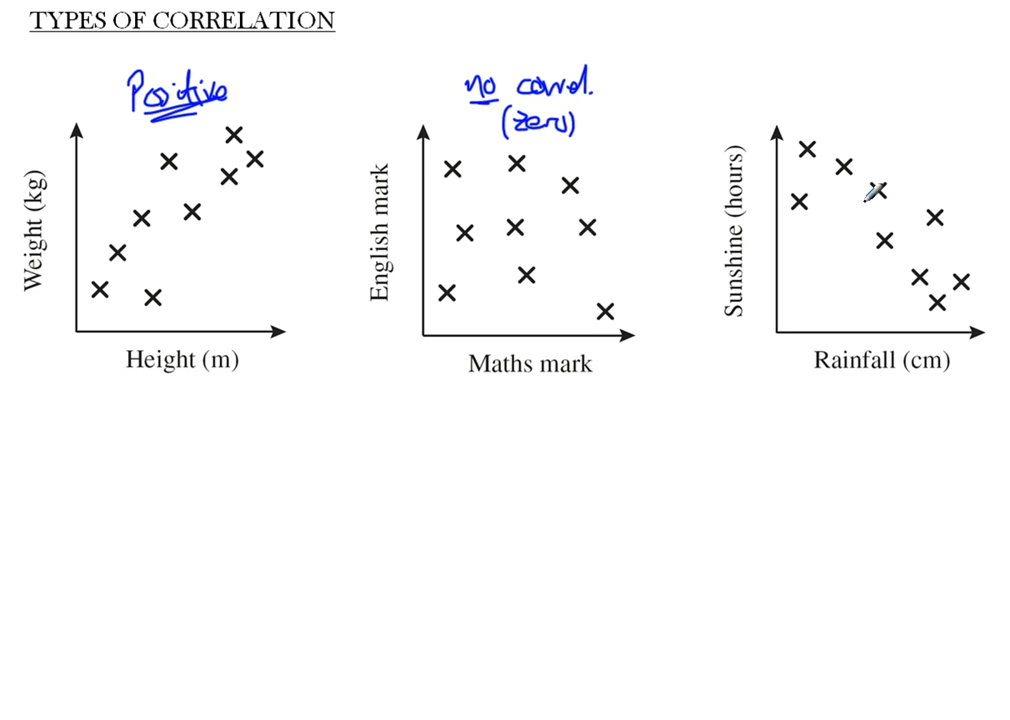 TYPES OF CORRELATION
Positive
no correl.
(zero)
Weight (kg)
Height (m)
English mark
Maths mark
Sunshine (hours)
Rainfall (cm)